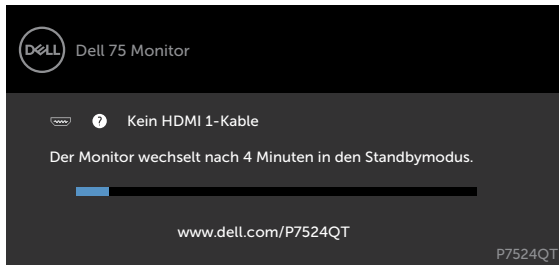 DELL
Dell 75 Monitor
? Kein HDMI 1-Kable
Der Monitor wechselt nach 4 Minuten in den Standbymodus.
www.dell.com/P7524QT
P7524QT